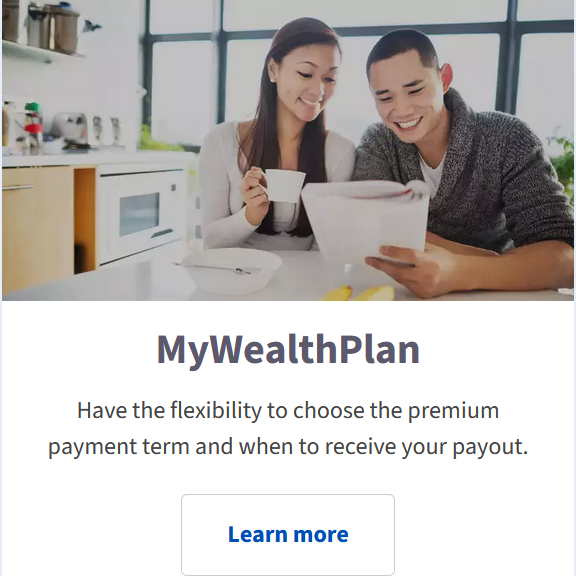 MyWealthPlan
Have the flexibility to choose the premium
payment term and when to receive your payout.
Learn more